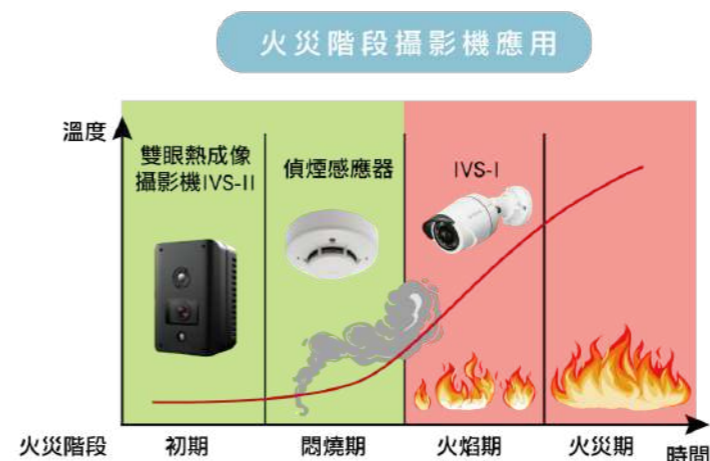 火災階段攝影機應用
溫度
雙眼熱成像
攝影機IVS-II
偵煙感應器
IVS-I
火災階段
初期
悶燒期
火焰期
火災期
時間